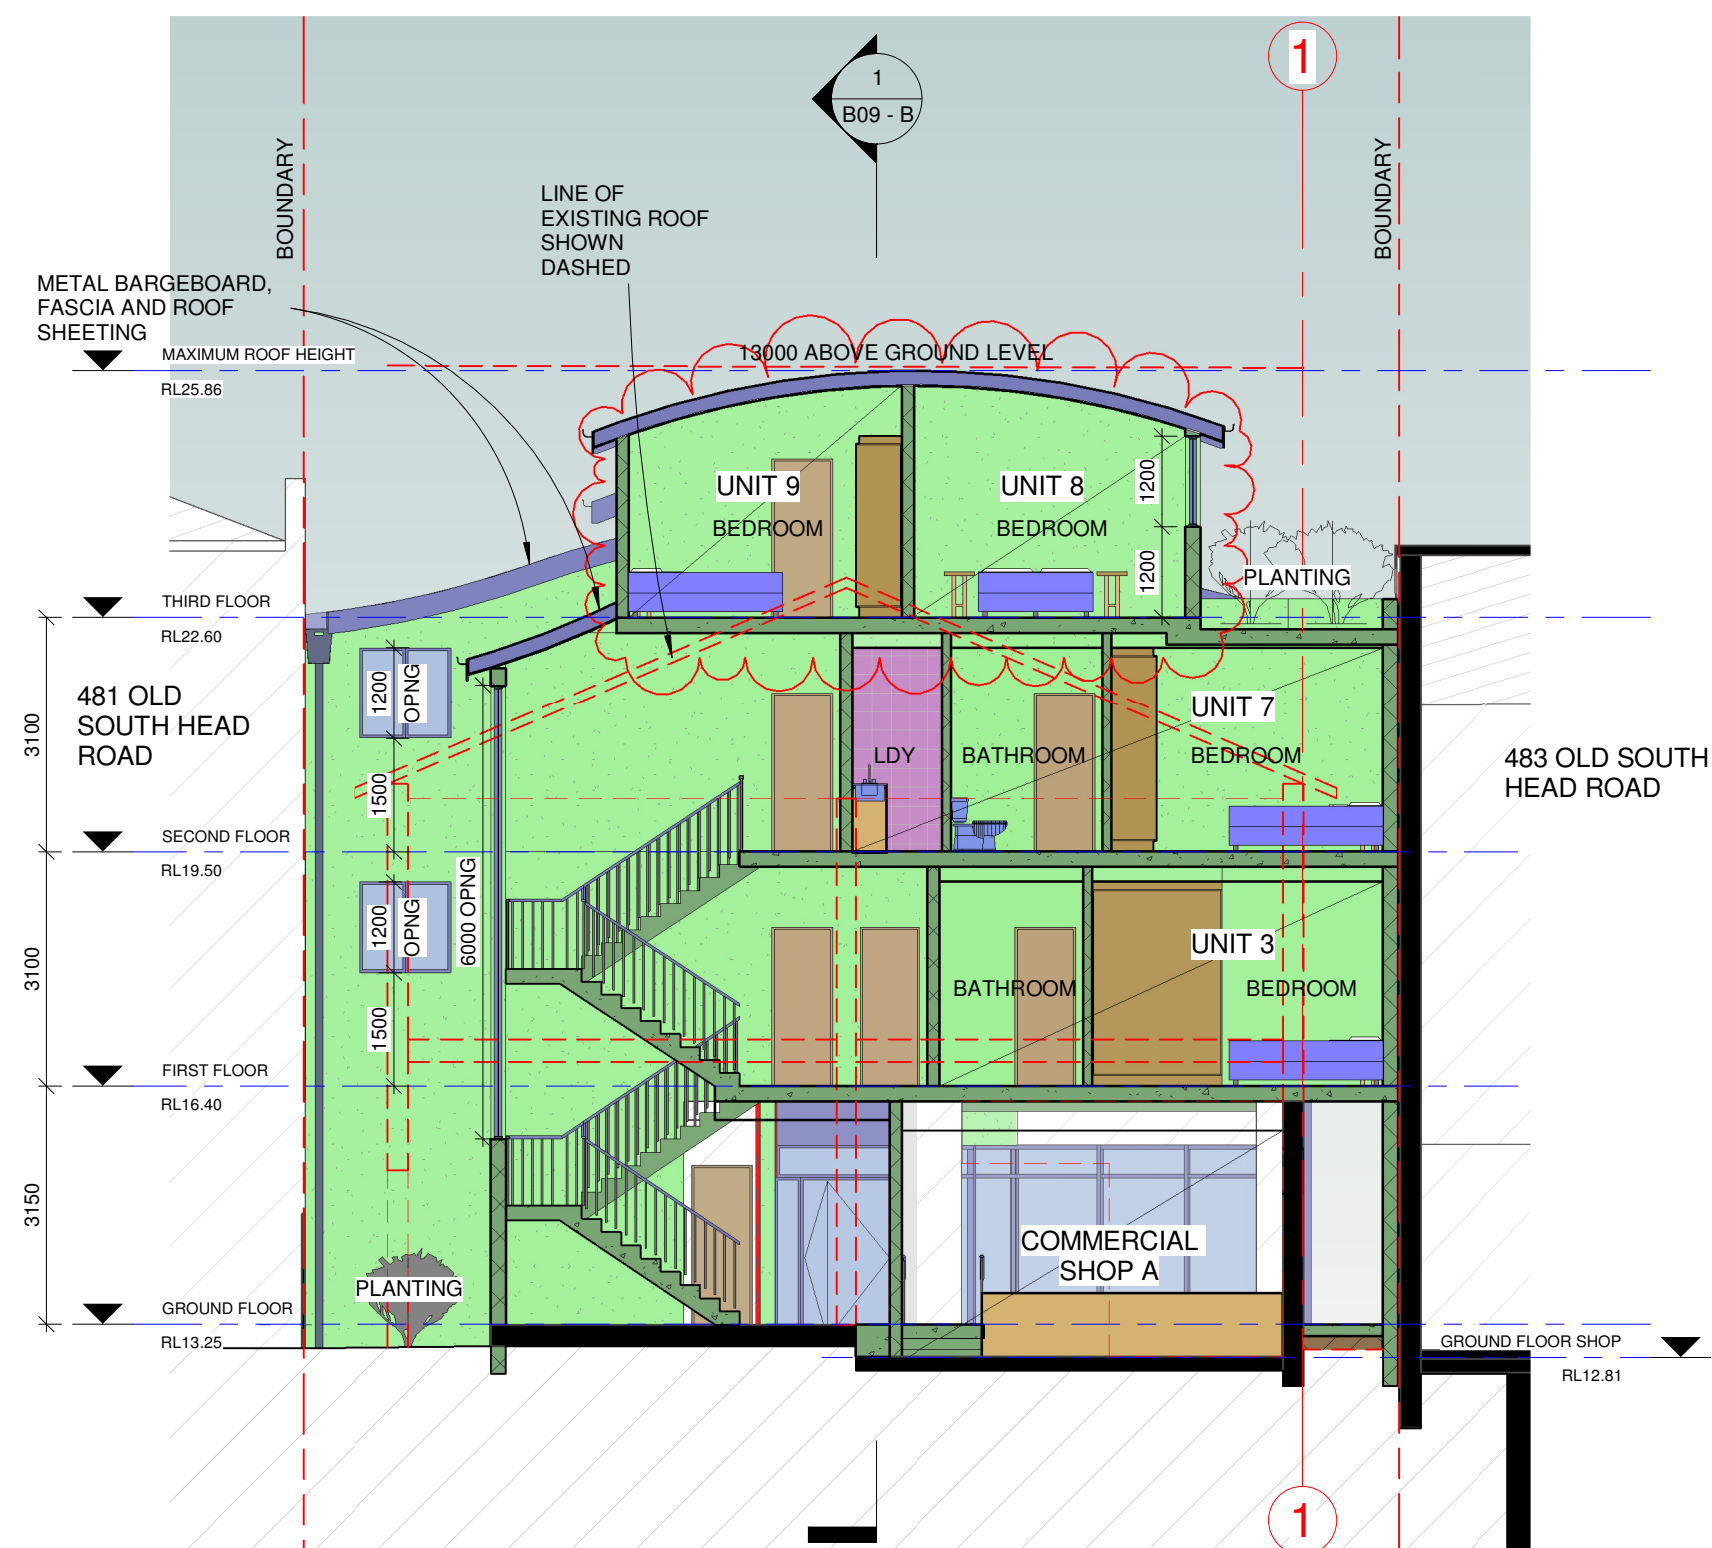 1
1
B09 - B
BOUNDARY
BOUNDARY
LINE OF
EXISTING ROOF
SHOWN
DASHED
METAL BARGEBOARD,
FASCIA AND ROOF
SHEETING
13000 ABOVE GROUND LEVEL
MAXIMUM ROOF HEIGHT
RL25.86
UNIT 9
BEDROOM
UNIT 8
BEDROOM
1200
1200
PLANTING
THIRD FLOOR
RL22.60
481 OLD
SOUTH HEAD
ROAD
3100
1200
OPNG
1500
UNIT 7
LDY
BATHROOM
BEDROOM
483 OLD SOUTH
HEAD ROAD
SECOND FLOOR
RL19.50
3100
1200
OPNG
6000 OPNG
1500
UNIT 3
BATHROOM
BEDROOM
FIRST FLOOR
RL16.40
3150
COMMERCIAL
SHOP A
PLANTING
GROUND FLOOR
RL13.25
GROUND FLOOR SHOP
RL12.81
1